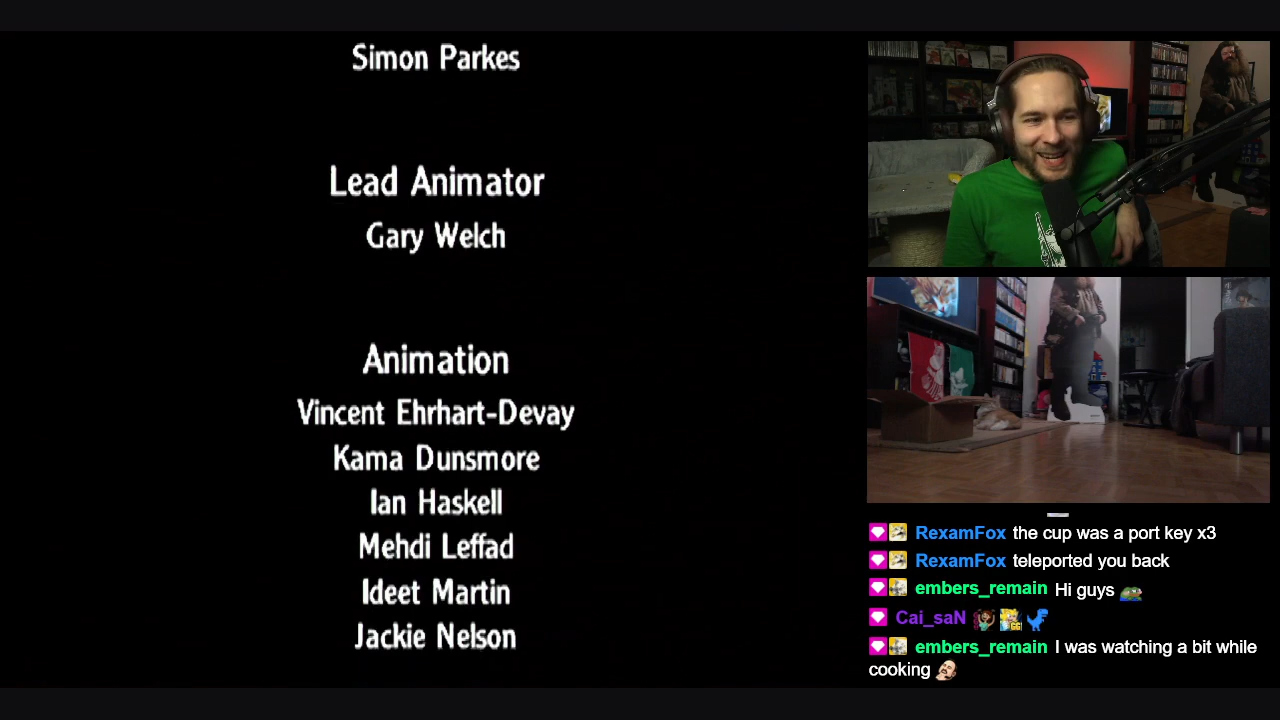 Simon Parkes
Lead Animator
Gary Welch
Animation
Vincent Ehrhart-Devay
Kama Dunsmore
Ian Haskell
Mehdi Leffad
Ideet Martin
Jackie Nelson
RexamFox the cup was a port key x3
RexamFox teleported you back
embers_remain Hi guys
Cai_saN
embers_remain I was watching a bit while
cooking